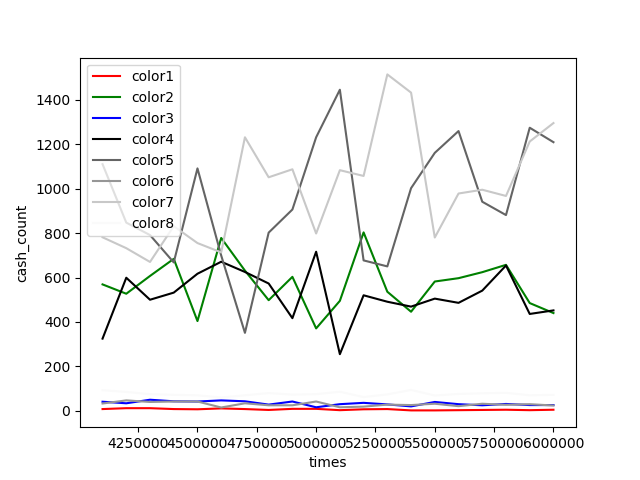 1400
1200
1000
800
600
400
200
0
cash_count
color1
color2
color3
color4
color5
color6
color7
color8
4250000
4500000
4750000
5000000
5250000
5500000
5750000
6000000
times